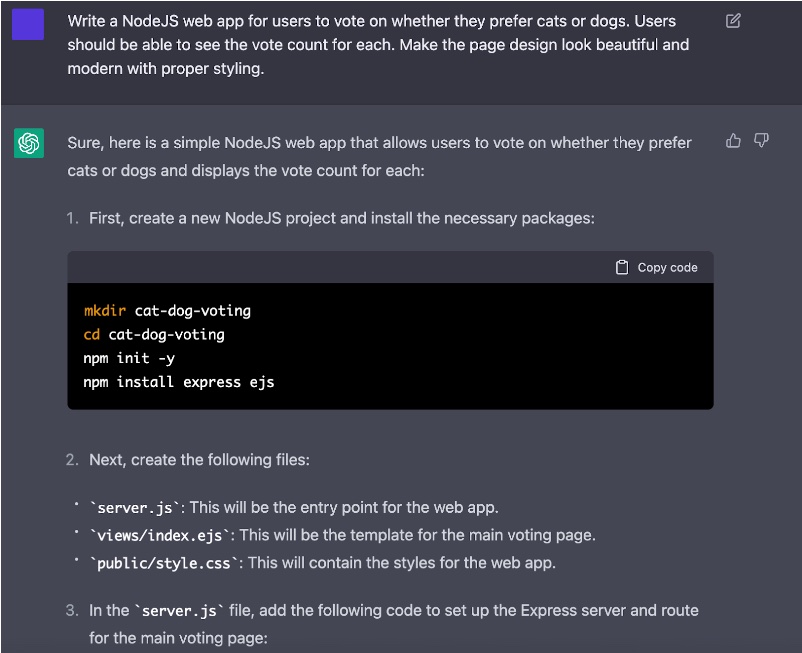 Write a NodeJS web app for users to vote on whether they prefer cats or dogs. Users
should be able to see the vote count for each. Make the page design look beautiful and
modern with proper styling.
Sure, here is a simple NodeJS web app that allows users to vote on whether they prefer
cats or dogs and displays the vote count for each:
1. First, create a new NodeJS project and install the necessary packages:
Copy code
mkdir cat-dog-voting
cd cat-dog-voting
npm init -y
npm install express ejs
2. Next, create the following files:
• `server.js`: This will be the entry point for the web app.
• `views/index.ejs`: This will be the template for the main voting page.
• `public/style.css`: This will contain the styles for the web app.
3. In the `server.js` file, add the following code to set up the Express server and route
for the main voting page: